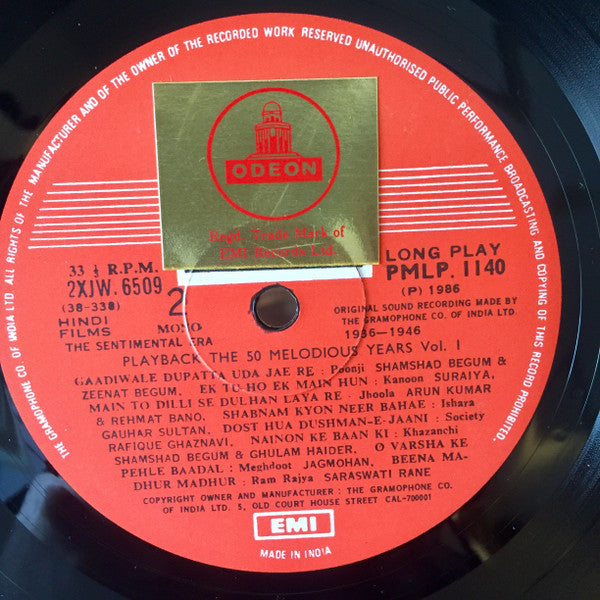 THE GRAMOPHONE CO. OF INDIA LTD. ALL RIGHTS OF THE MANUFACTURER AND OF THE OWNER OF THE RECORDED WORK RESERVED UNAUTHORISED PUBLIC PERFORMANCE BROADCASTING AND COPYING OF THIS RECORD PROHIBITED.
ODEON
Regd. Trade Mark of
EMI Records Ltd.
33 ⅓ R.P.M.
2XJW. 6509
(38-338)
2
HINDI
FILMS
MONO
THE SENTIMENTAL ERA
LONG PLAY
PMLP. 1140
(P) 1986
ORIGINAL SOUND RECORDING MADE BY
THE GRAMOPHONE CO. OF INDIA LTD.
1936-1946
PLAYBACK THE 50 MELODIOUS YEARS Vol. 1
GAADIWALE DUPATTA UDA JAE RE : Poonji SHAMSHAD BEGUM &
ZEENAT BEGUM, EK TU HO EK MAIN HUN : Kanoon SURAIYA,
MAIN TO DILLI SE DULHAN LAYA RE : Jhoola ARUN KUMAR
& REHMAT BANO, SHABNAM KYON NEER BAHAE : Ishara
GAUHAR SULTAN, DOST HUA DUSHMAN-E-JAANI : Society
RAFIQUE GHAZNAVI, NAINON KE BAAN KI : Khazanchi
SHAMSHAD BEGUM & GHULAM HAIDER, O VARSHA KE
PEHLE BAADAL : Meghdoot JAGMOHAN, BEENA MA-
DHUR MADHUR : Ram Rajya SARASWATI RANE
COPYRIGHT OWNER AND MANUFACTURER : THE GRAMOPHONE CO.
OF INDIA LTD. 5, OLD COURT HOUSE STREET CAL-700001
EMI
MADE IN INDIA